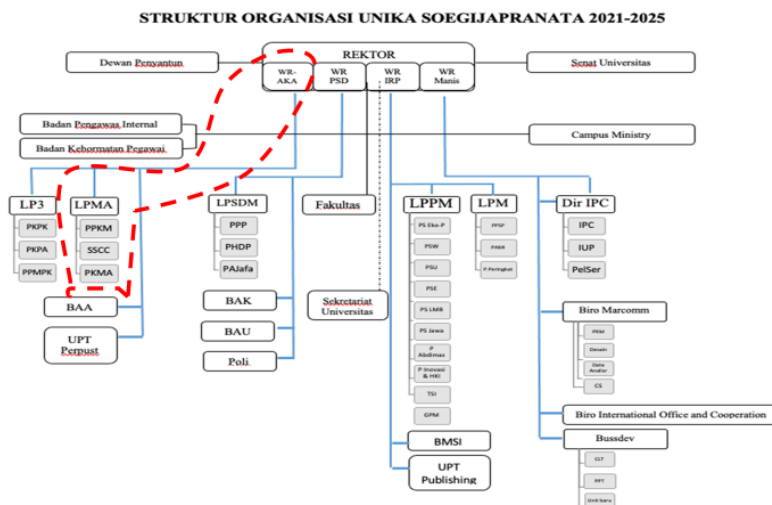 STRUKTUR ORGANISASI UNIKA SOEGIJAPRANATA 2021-2025
REKTOR
Dewan Penyantun
WR-
AKA
WR
PSD
WR
IRP
WR
Manis
Senat Universitas
Badan Pengawas Internal
Badan Kehormatan Pegawai
Campus Ministry
LP3
LPMA
LPSDM
Fakultas
LPPM
LPM
Dir IPC
PKPK
PKPA
PPMPK
PPKM
SSCC
PKMA
PPP
PHDP
PAJafa
PS Eko-P
PSW
PSU
PSE
PS LMB
PS Jawa
P
Abdimas
P Inovasi
& HKI
TSI
GPM
P Peringkat
IPC
IUP
PelSer
BAA
UPT
Perpust
BAK
BAU
Poli.
Sekretariat
Universitas
BMSI
UPT
Publishing
Biro Marcomm
Desain
Data
Analis
CS
Biro International Office and Cooperation
Bussdev
CLT
PPT
Unit baru